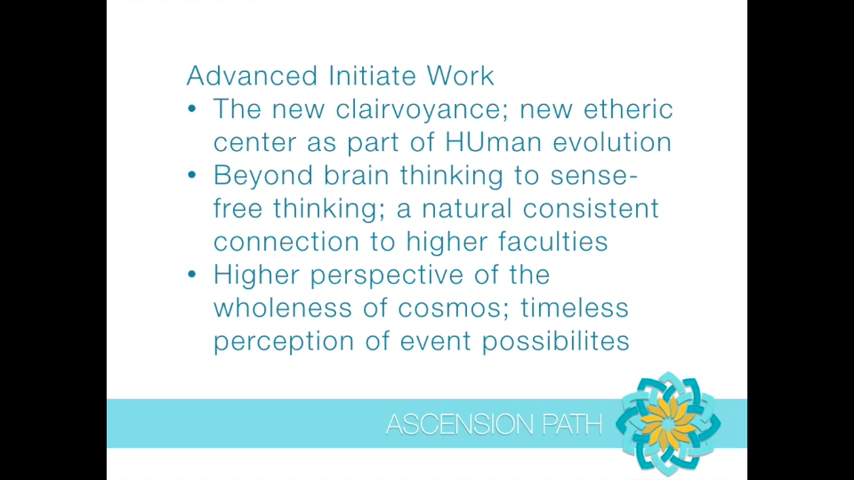 Advanced Initiate Work
• The new clairvoyance; new etheric
center as part of HUman evolution
• Beyond brain thinking to sense-
free thinking; a natural consistent
connection to higher faculties
• Higher perspective of the
wholeness of cosmos; timeless
perception of event possibilites
ASCENSION PATH